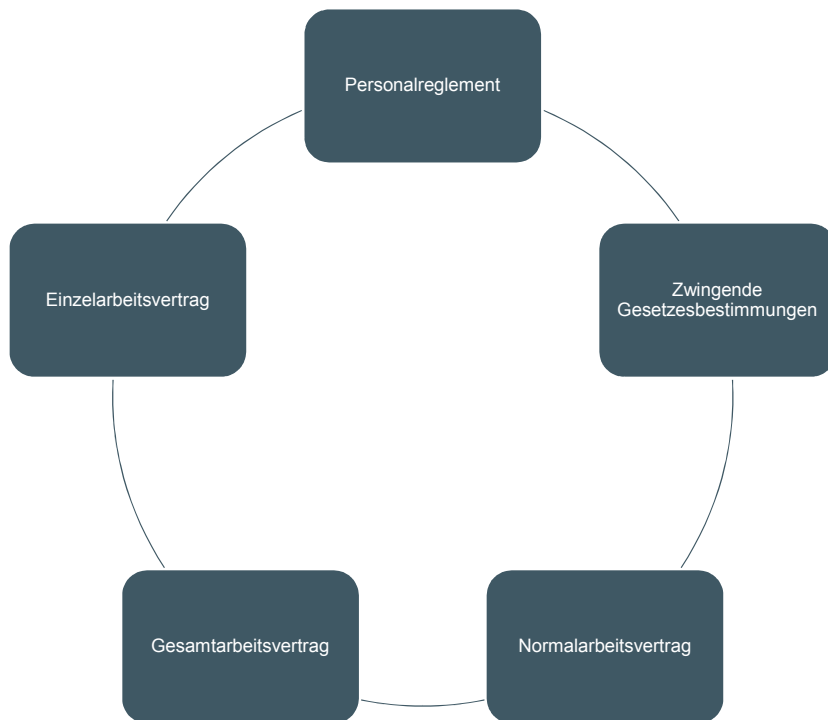 Personalreglement
Einzelarbeitsvertrag
Zwingende
Gesetzesbestimmungen
Gesamtarbeitsvertrag
Normalarbeitsvertrag